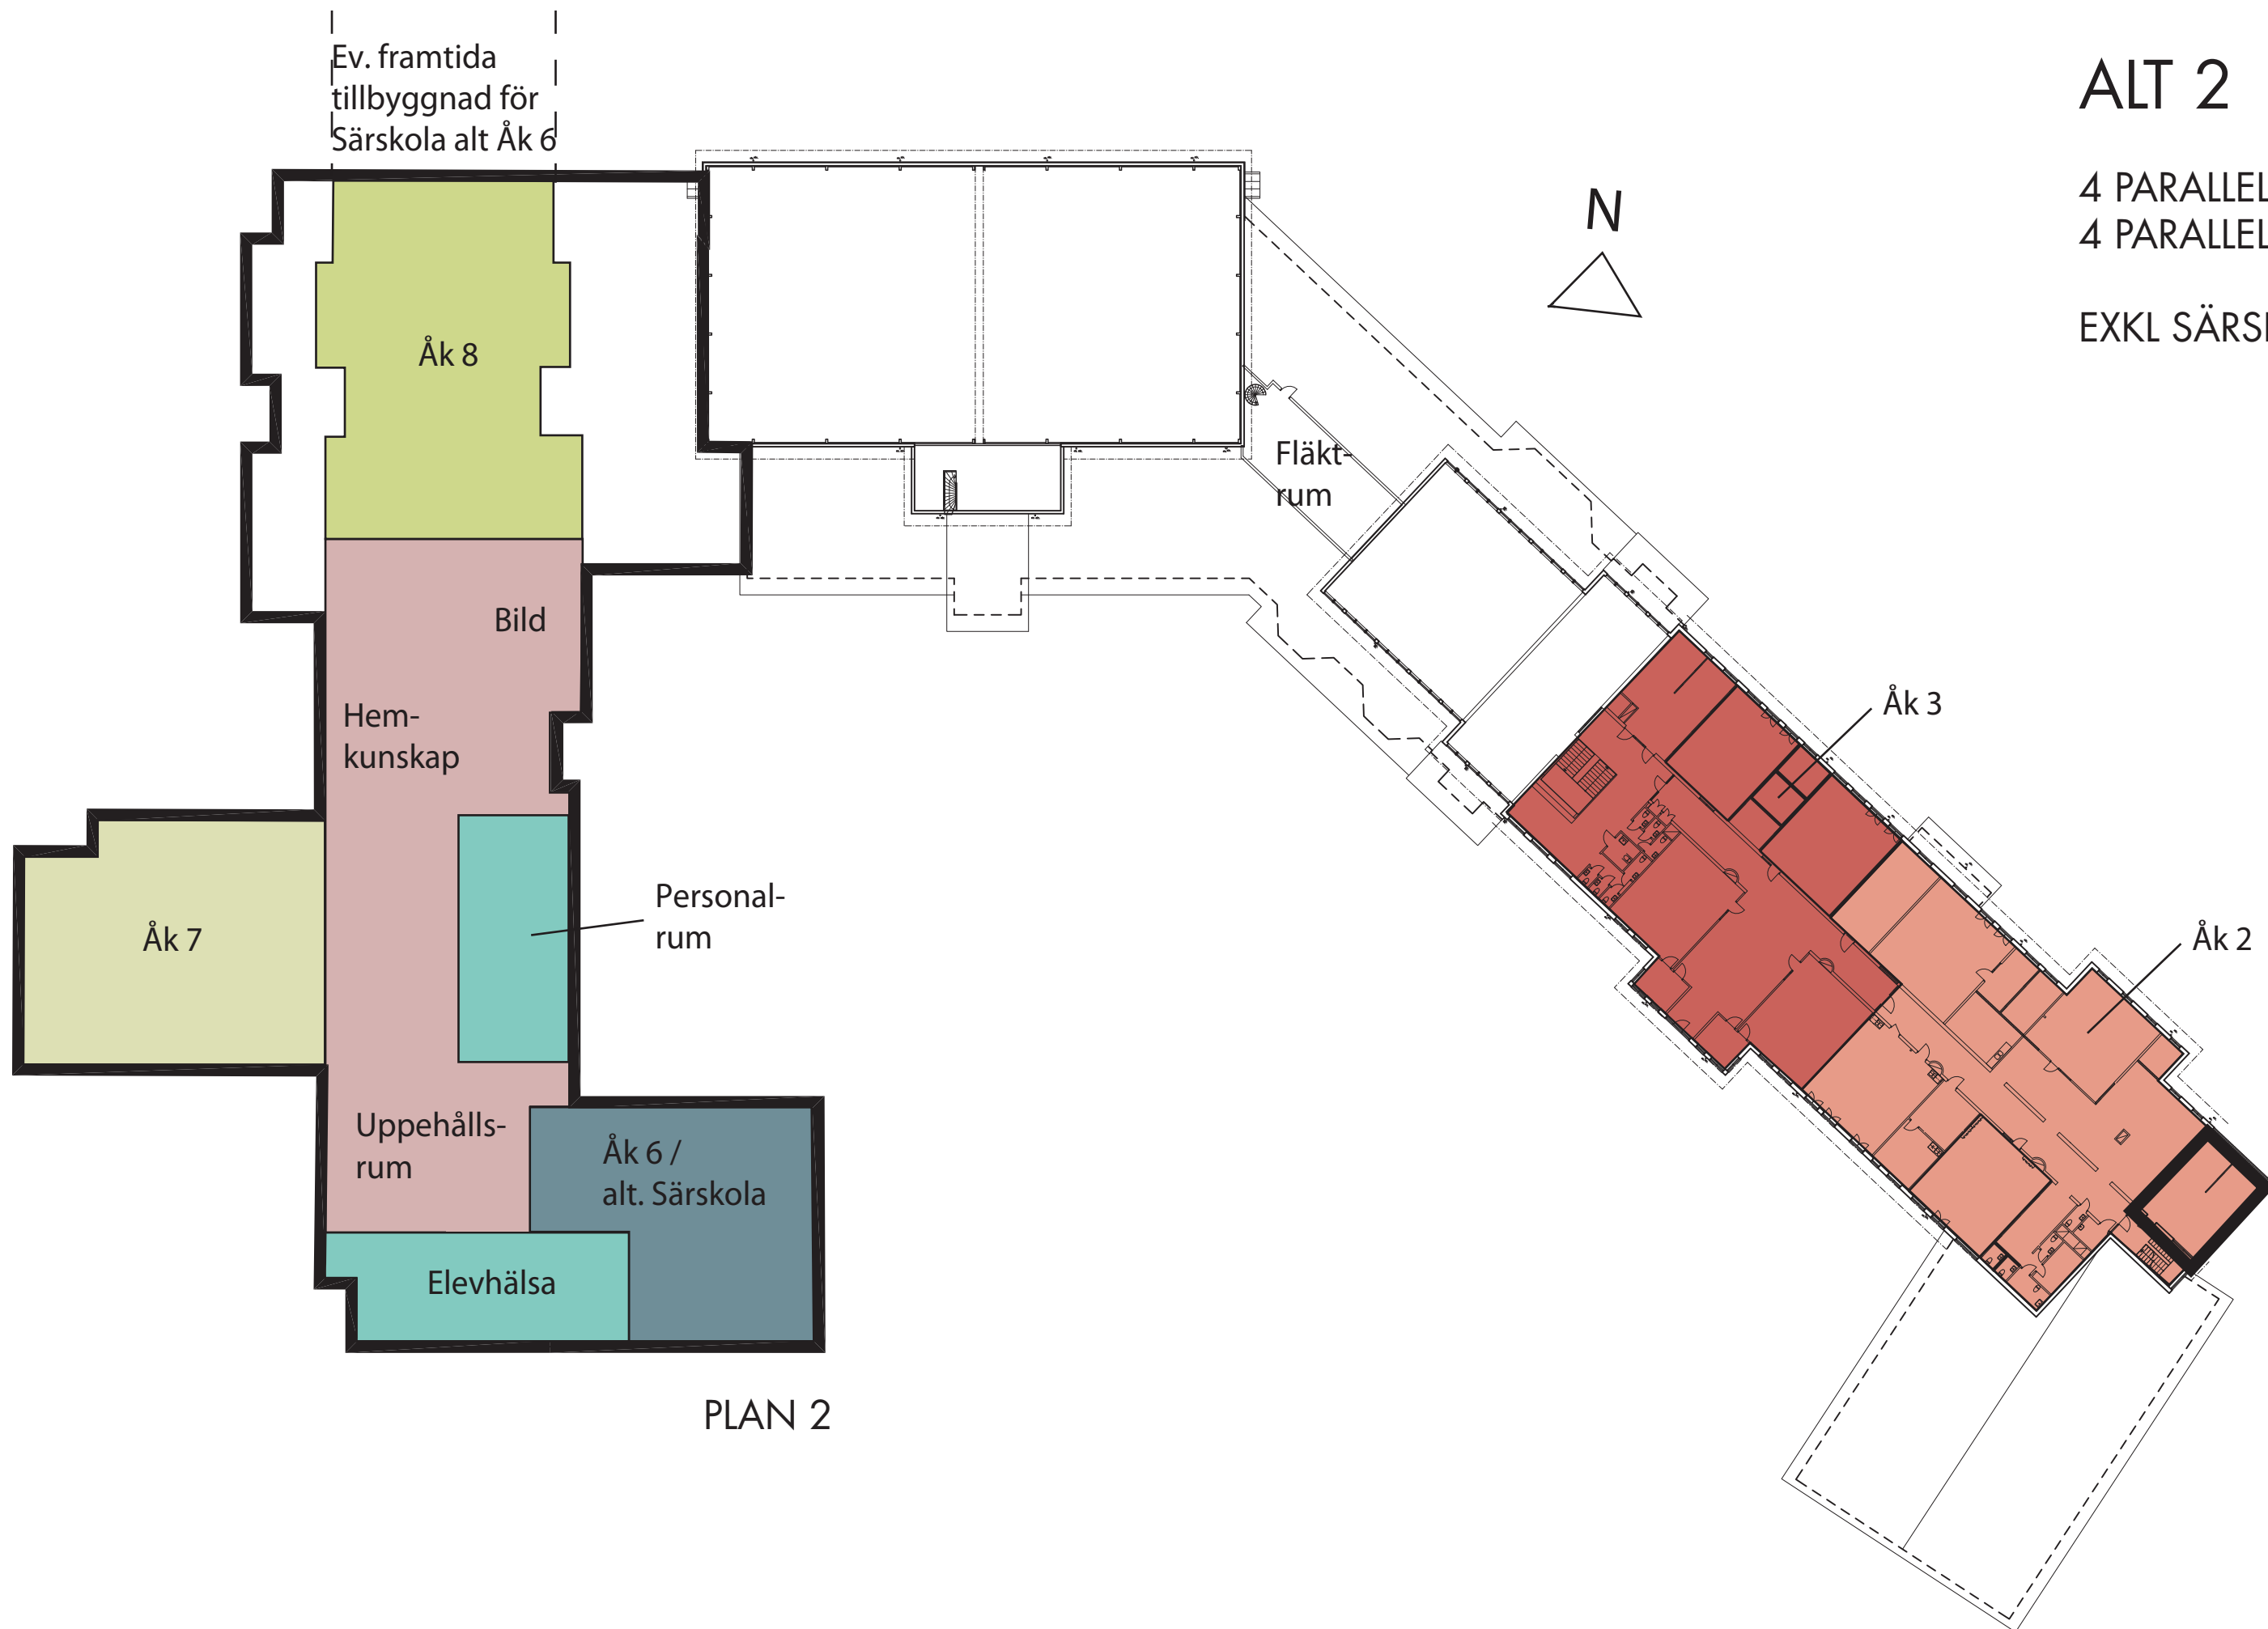 Ev. framtida
tillbyggnad för
Särskola alt Åk 6
ALT 2
4 PARALLEL
4 PARALLEL
EXKL
N
Åk 8
Fläkt-
rum
Bild
Hem-
kunskap
Åk 3
Personal-
rum
Åk 7
Åk 2
Uppehålls-
rum
Åk 6 /
alt. Särskola
Elevhälsa
PLAN 2